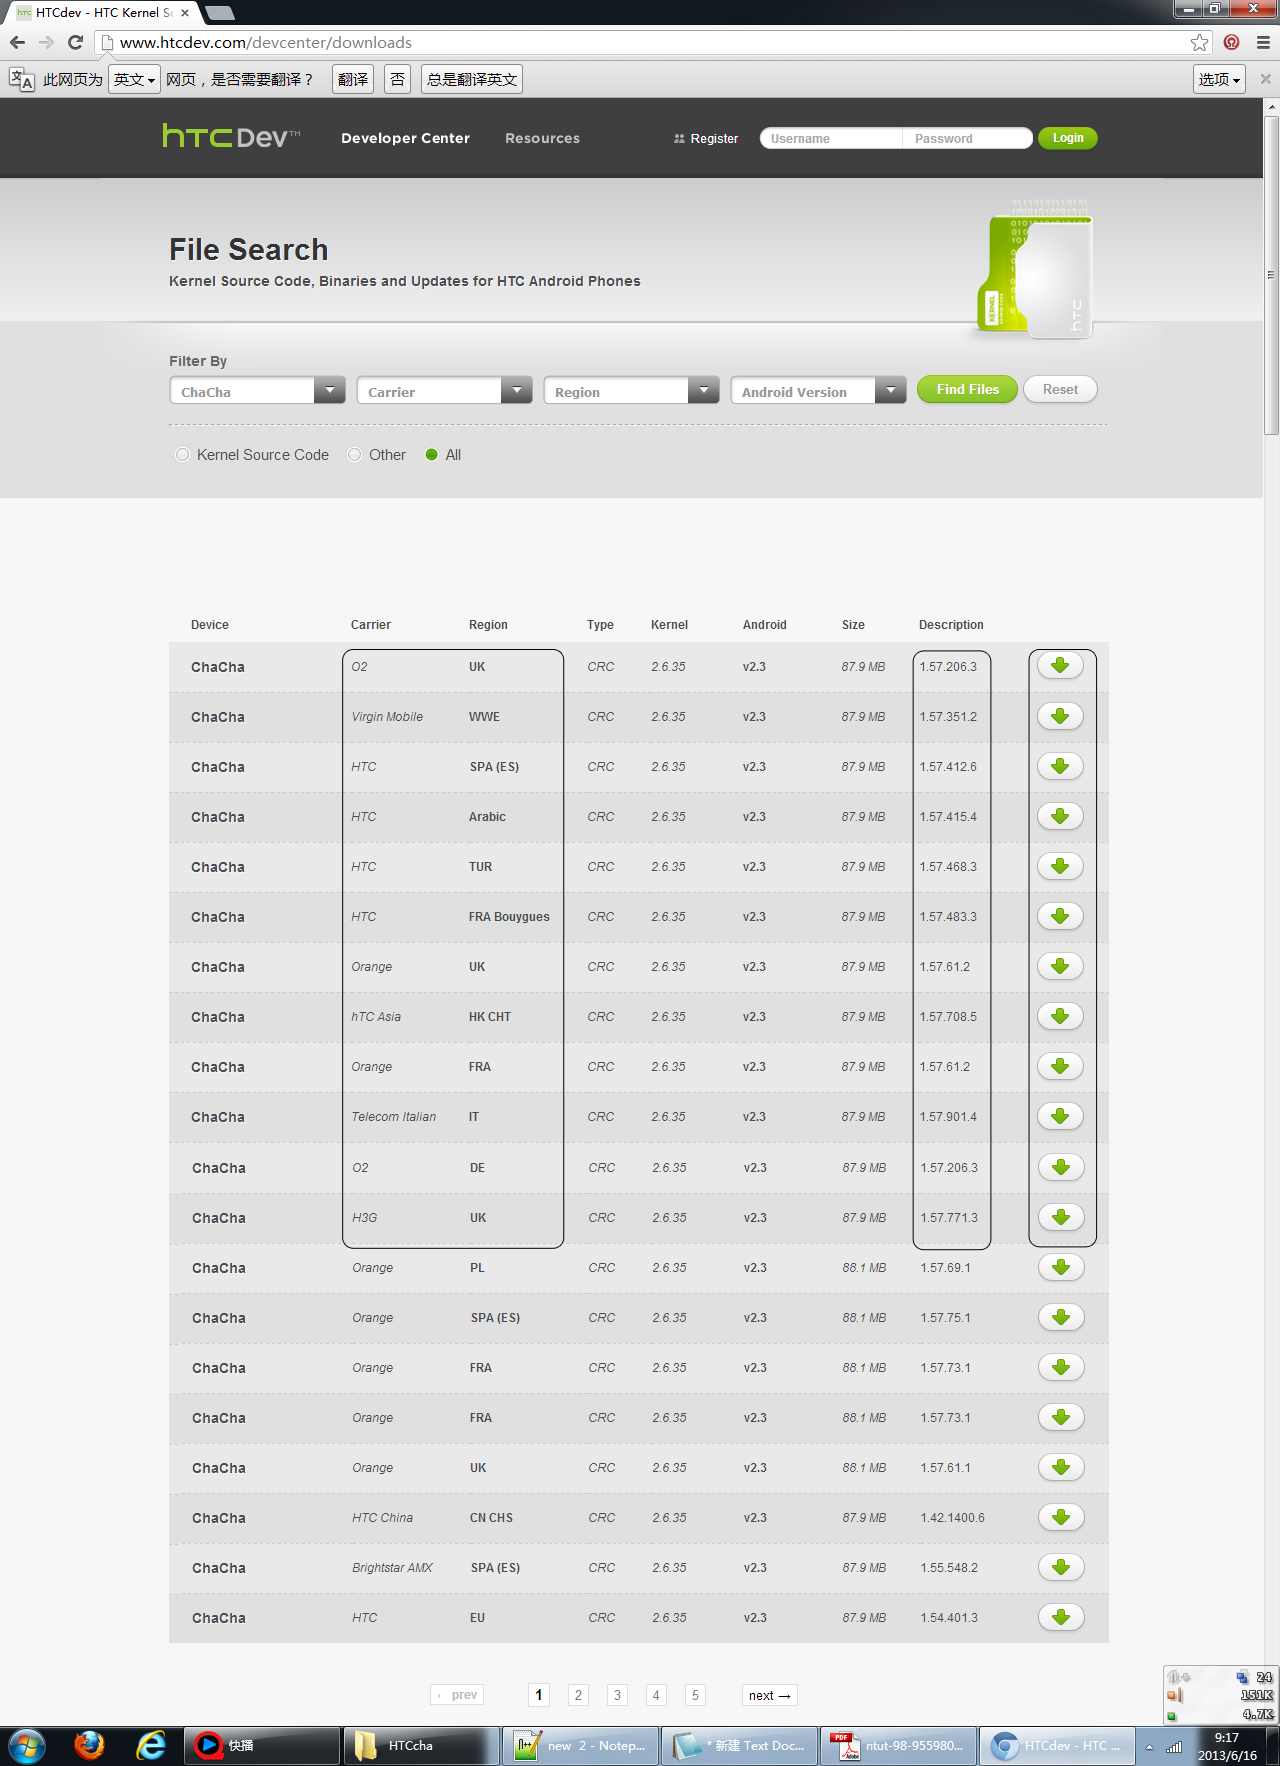 HTCdev - HTC Kernel So
www.htcdev.com/devcenter/downloads
此网页为 英文 网页，是否需要翻译？ 翻译 否 总是翻译英文 选项
hTC Dev™ Developer Center Resources Register Username Password Login
File Search
Kernel Source Code, Binaries and Updates for HTC Android Phones
KERNEL
hTC
Filter By
ChaCha Carrier Region Android Version Find Files Reset
Kernel Source Code Other All
Device Carrier Region Type Kernel Android Size Description
ChaCha O2 UK CRC 2.6.35 v2.3 87.9 MB 1.57.206.3
ChaCha Virgin Mobile WWE CRC 2.6.35 v2.3 87.9 MB 1.57.351.2
ChaCha HTC SPA (ES) CRC 2.6.35 v2.3 87.9 MB 1.57.412.6
ChaCha HTC Arabic CRC 2.6.35 v2.3 87.9 MB 1.57.415.4
ChaCha HTC TUR CRC 2.6.35 v2.3 87.9 MB 1.57.468.3
ChaCha HTC FRA Bouygues CRC 2.6.35 v2.3 87.9 MB 1.57.483.3
ChaCha Orange UK CRC 2.6.35 v2.3 87.9 MB 1.57.61.2
ChaCha hTC Asia HK CHT CRC 2.6.35 v2.3 87.9 MB 1.57.708.5
ChaCha Orange FRA CRC 2.6.35 v2.3 87.9 MB 1.57.61.2
ChaCha Telecom Italian IT CRC 2.6.35 v2.3 87.9 MB 1.57.901.4
ChaCha O2 DE CRC 2.6.35 v2.3 87.9 MB 1.57.206.3
ChaCha H3G UK CRC 2.6.35 v2.3 87.9 MB 1.57.771.3
ChaCha Orange PL CRC 2.6.35 v2.3 88.1 MB 1.57.69.1
ChaCha Orange SPA (ES) CRC 2.6.35 v2.3 88.1 MB 1.57.75.1
ChaCha Orange FRA CRC 2.6.35 v2.3 88.1 MB 1.57.73.1
ChaCha Orange FRA CRC 2.6.35 v2.3 88.1 MB 1.57.73.1
ChaCha Orange UK CRC 2.6.35 v2.3 88.1 MB 1.57.61.1
ChaCha HTC China CN CHS CRC 2.6.35 v2.3 87.9 MB 1.42.1400.6
ChaCha Brightstar AMX SPA (ES) CRC 2.6.35 v2.3 87.9 MB 1.55.548.2
ChaCha HTC EU CRC 2.6.35 v2.3 87.9 MB 1.54.401.3
prev 1 2 3 4 5 next →
24
151K
4.7K
快播 HTCcha new 2 - Notep... * 新建 Text Doc... ntut-98-955980... HTCdev - HTC ...
9:17
2013/6/16